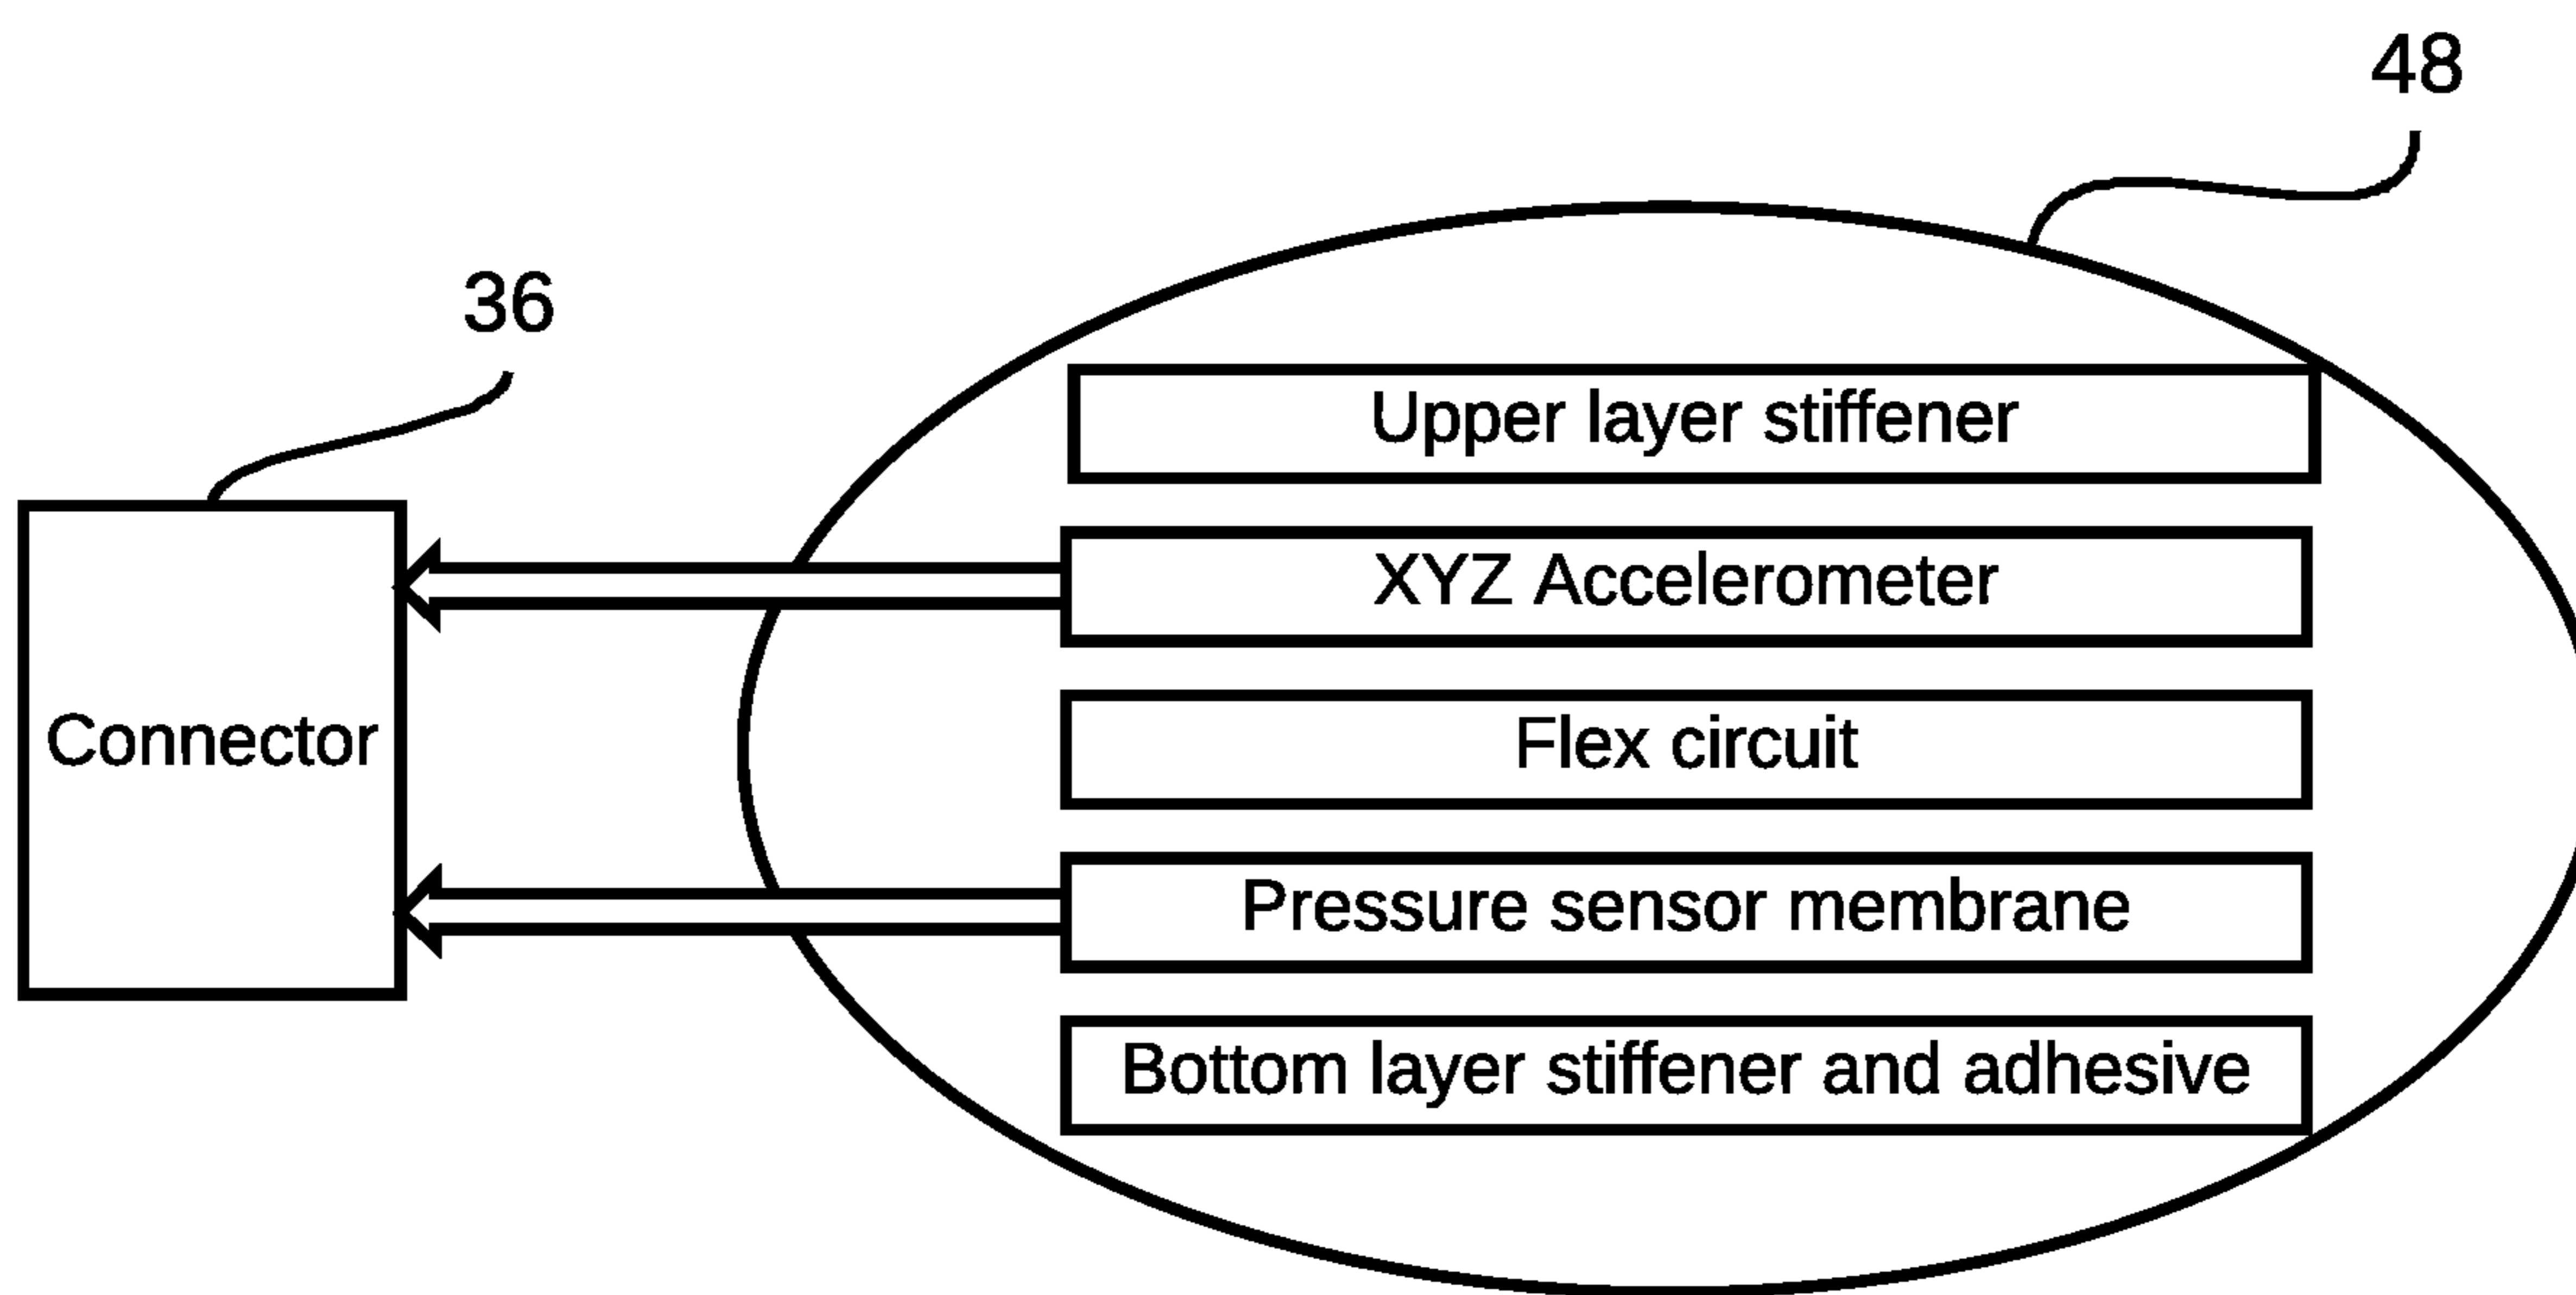 48
36
Upper layer stiffener
XYZ Accelerometer
Connector
Flex circuit
Pressure sensor membrane
Bottom layer stiffener and adhesive